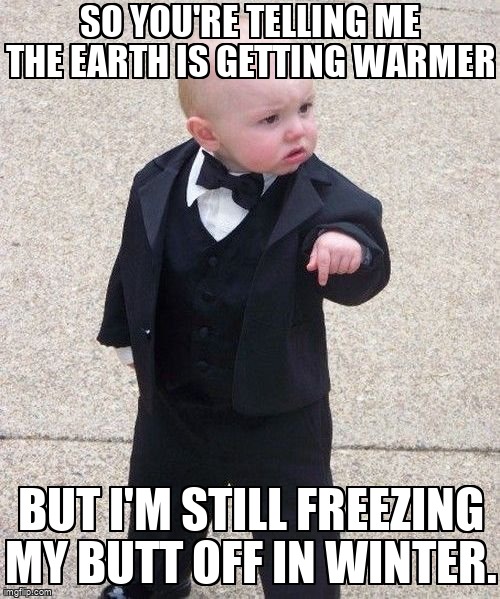 SO YOU'RE TELLING ME
THE EARTH IS GETTING WARMER
BUT I'M STILL FREEZING
MY BUTT OFF IN WINTER.
imgflip.com